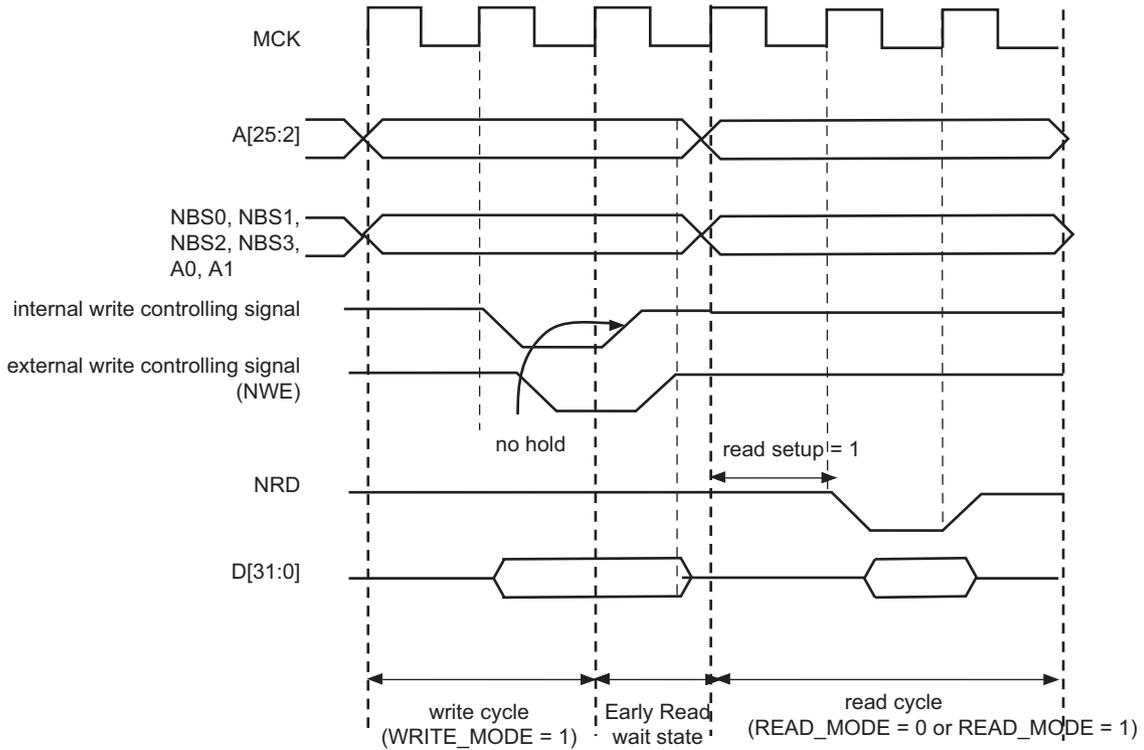 MCK
A[25:2]
NBS0, NBS1,
NBS2, NBS3,
A0, A1
internal write controlling signal
external write controlling signal
(NWE)
no hold
read setup = 1
NRD
D[31:0]
write cycle
(WRITE_MODE = 1)
Early Read
wait state
read cycle
(READ_MODE = 0 or READ_MODE = 1)